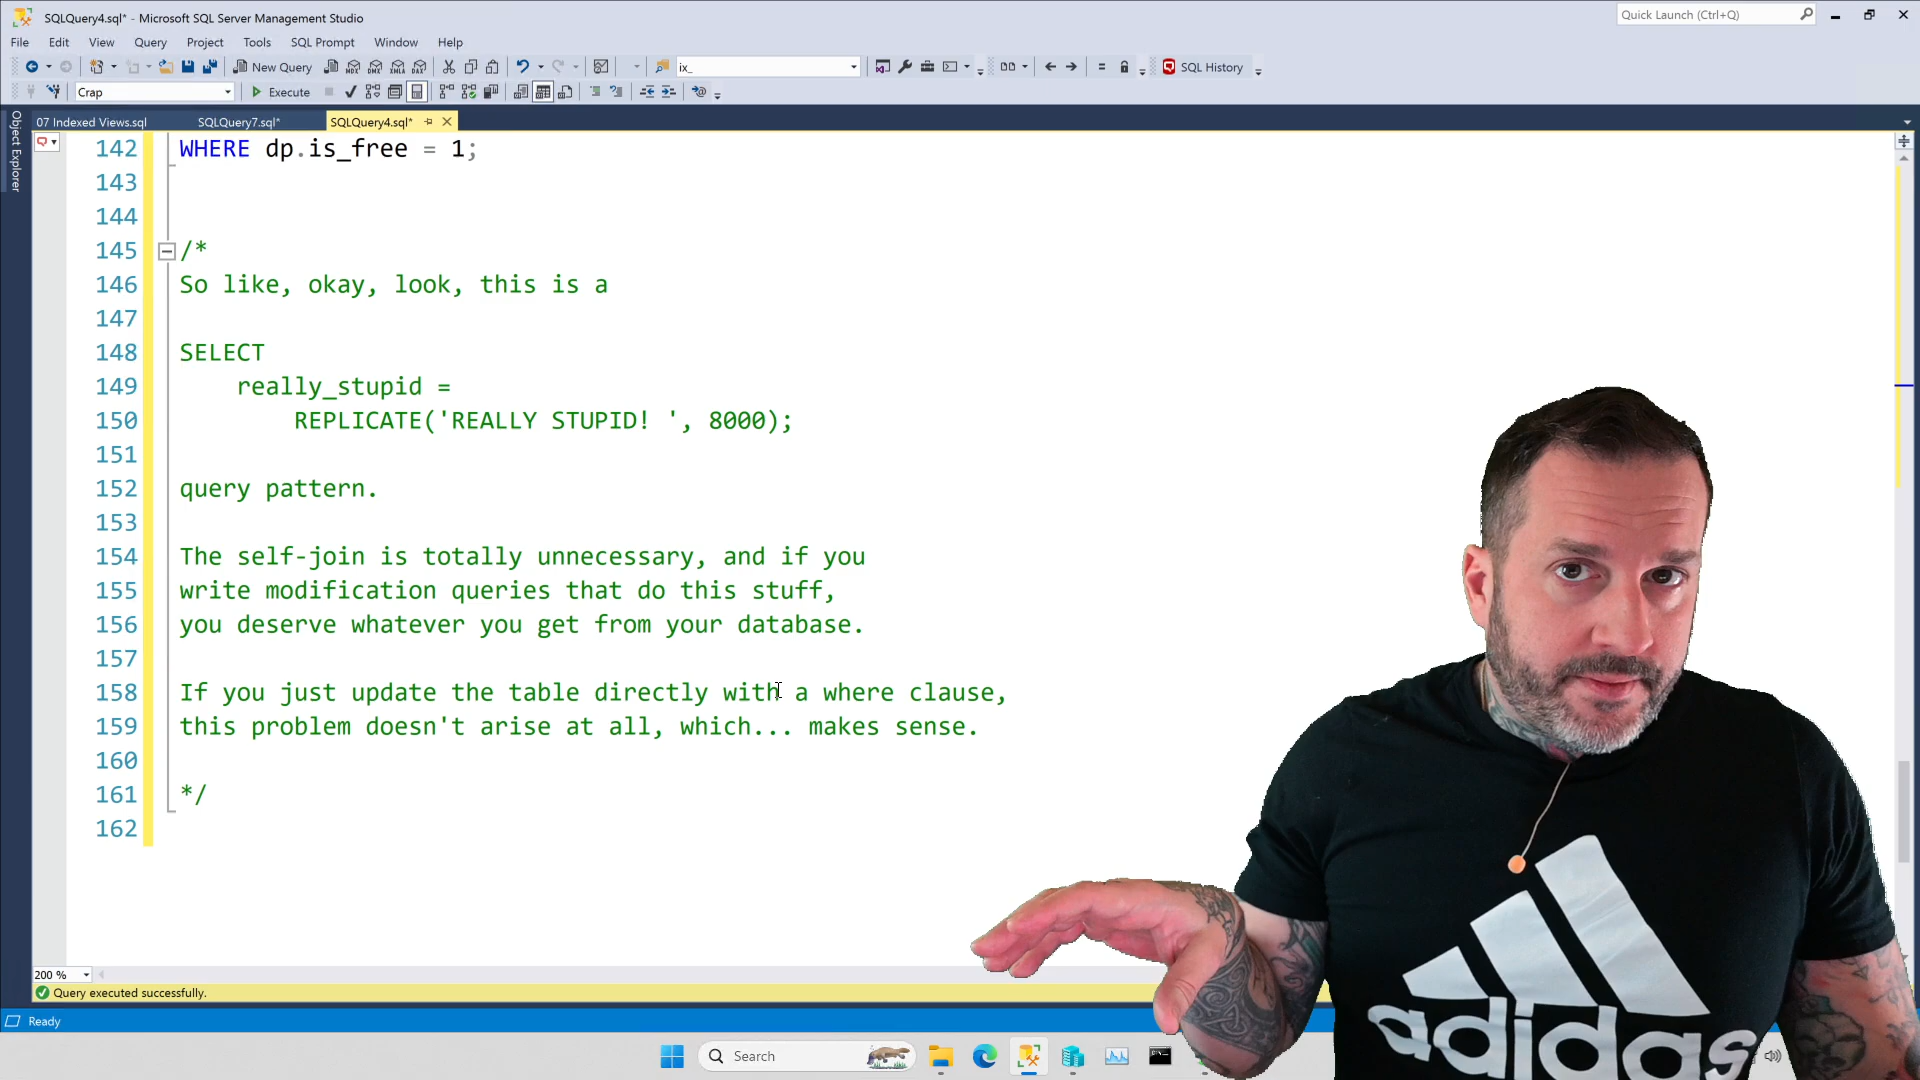 SQLQuery4.sql* - Microsoft SQL Server Management Studio
Quick Launch (Ctrl+Q)
File Edit View Query Project Tools SQL Prompt Window Help
New Query
ix_
SQL History
Crap
Execute
Object Explorer
07 Indexed Views.sql SQLQuery7.sql* SQLQuery4.sql*
142 WHERE dp.is_free = 1;
143
144
145 /*
146 So like, okay, look, this is a
147
148 SELECT
149 really_stupid =
150 REPLICATE('REALLY STUPID! ', 8000);
151
152 query pattern.
153
154 The self-join is totally unnecessary, and if you
155 write modification queries that do this stuff,
156 you deserve whatever you get from your database.
157
158 If you just update the table directly with a where clause,
159 this problem doesn't arise at all, which... makes sense.
160
161 */
162
200 %
Query executed successfully.
Ready
Search
adidas